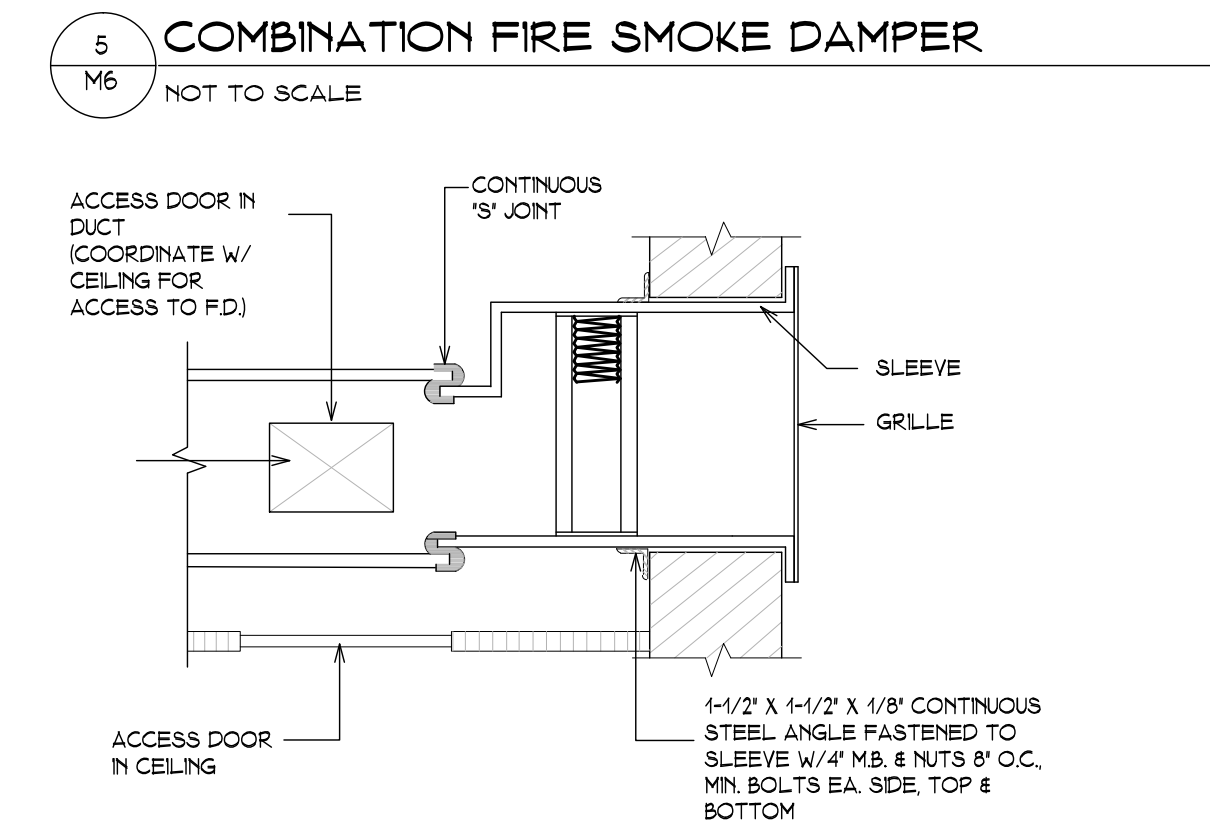 5
M6
COMBINATION FIRE SMOKE DAMPER
NOT TO SCALE
ACCESS DOOR IN
DUCT
(COORDINATE W/
CEILING FOR
ACCESS TO F.D.)
CONTINUOUS
"S" JOINT
SLEEVE
GRILLE
ACCESS DOOR
IN CEILING
1-1/2" X 1-1/2" X 1/8" CONTINUOUS
STEEL ANGLE FASTENED TO
SLEEVE W/4" M.B. & NUTS 8" O.C.,
MIN. BOLTS EA. SIDE, TOP &
BOTTOM